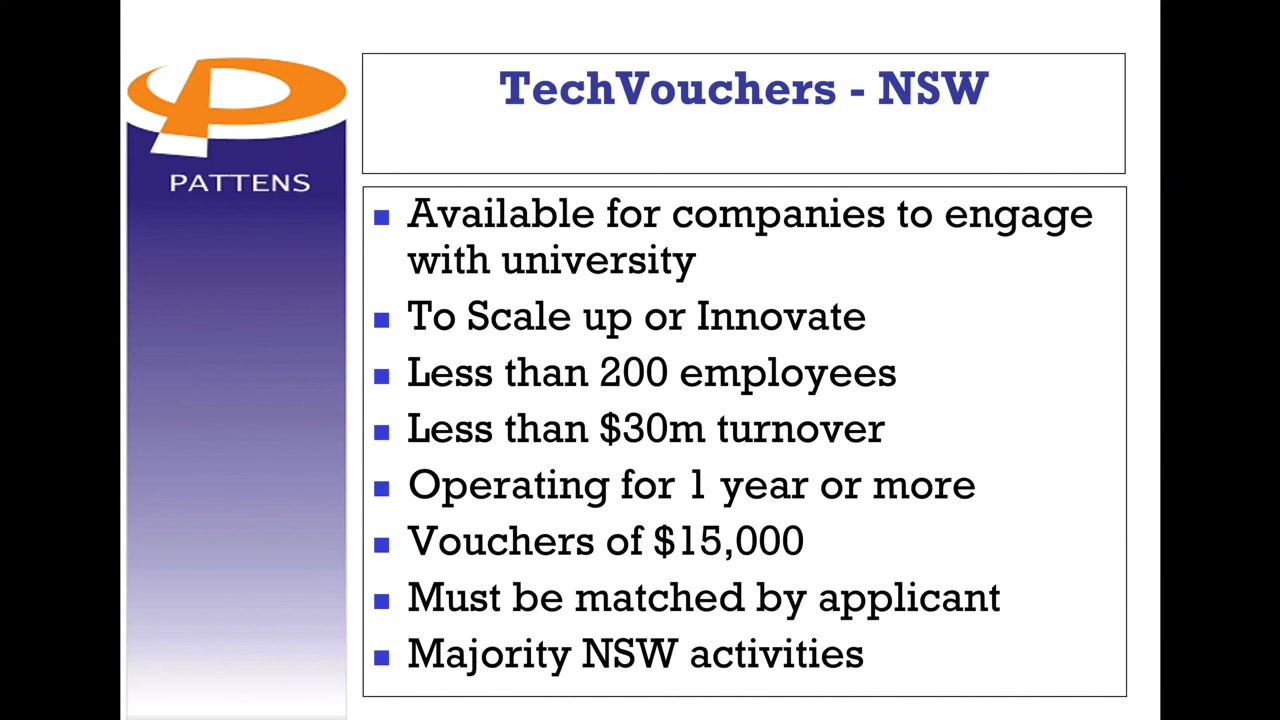 PATTENS
TechVouchers - NSW
Available for companies to engage
with university
To Scale up or Innovate
Less than 200 employees
Less than $30m turnover
Operating for 1 year or more
Vouchers of $15,000
Must be matched by applicant
Majority NSW activities